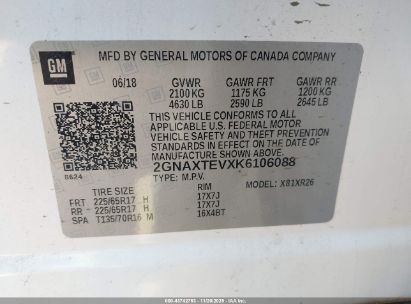 GM
MFD BY GENERAL MOTORS OF CANADA COMPANY
06/18 GVWR GAWR FRT GAWR RR
2100 KG 1175 KG 1200 KG
4630 LB 2590 LB 2645 LB
THIS VEHICLE CONFORMS TO ALL APPLICABLE
U.S. FEDERAL MOTOR VEHICLE
SAFETY AND THEFT PREVENTION
STANDARDS IN EFFECT ON THE DATE OF
MANUFACTURE SHOWN ABOVE.
2GNAXTEVXK6106088
8624 TYPE: M.P.V. MODEL: X81XR26
TIRE SIZE RIM
FRT 225/65R17 H 17X7J
RR 225/65R17 H 17X7J
SPA T135/70R16 M 16X4BT